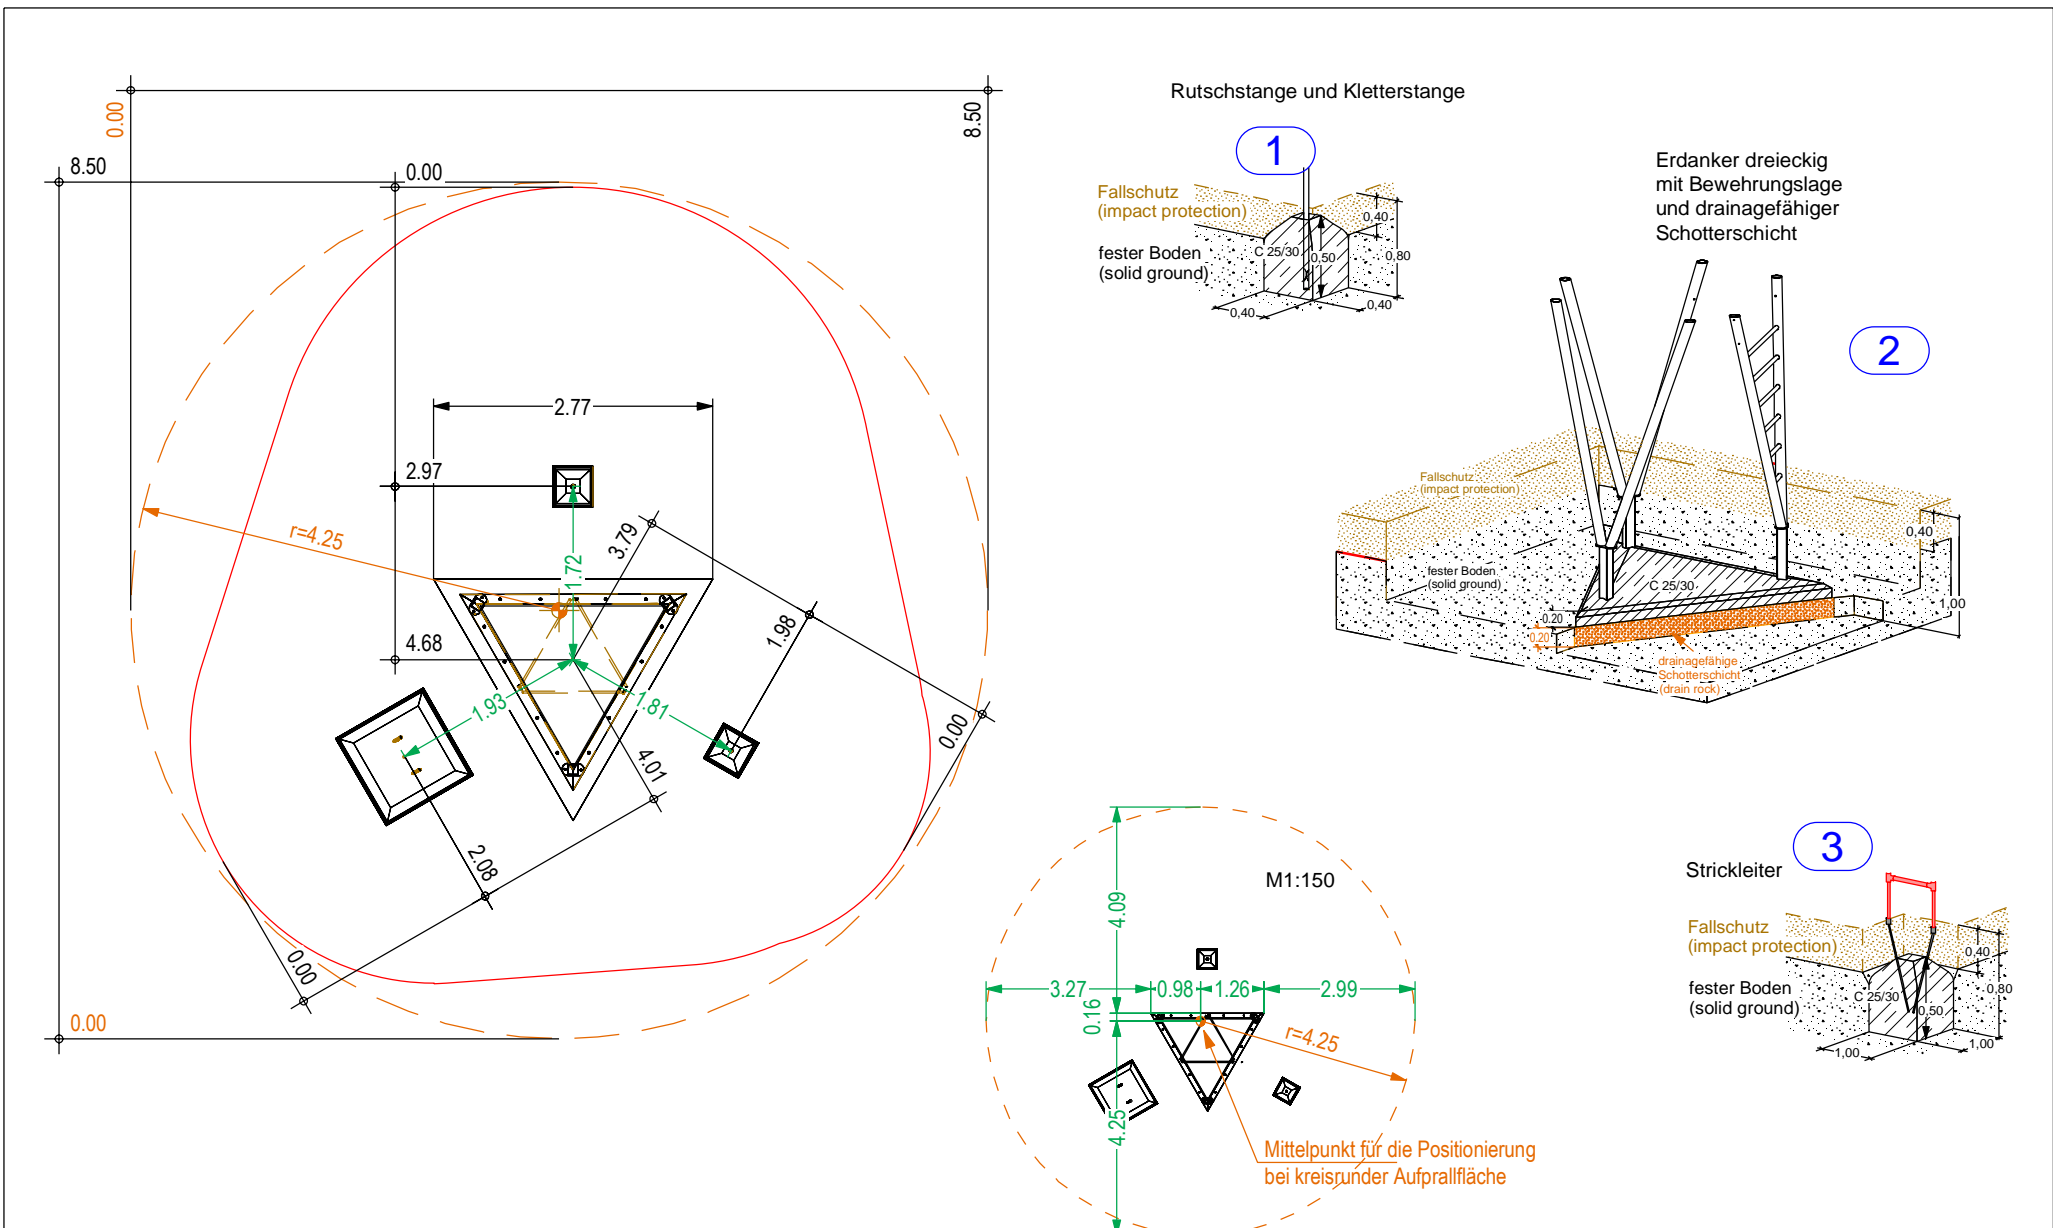 0.00
8.50
8.50
0.00
2.77
2.97
r=4.25
3.79
1.72
4.68
1.98
1.93
1.81
0.00
4.01
2.08
0.00
0.00
Rutschstange und Kletterstange
1
Fallschutz
(impact protection)
fester Boden
(solid ground)
C 25/30
0,50
0,40
0,80
0,40
0,40
Erdanker dreieckig
mit Bewehrungslage
und drainagefähiger
Schotterschicht
2
Fallschutz
(impact protection)
fester Boden
(solid ground)
C 25/30
0,40
1,00
0.20
0.20
drainagefähige
Schotterschicht
(drain rock)
M1:150
4.09
3.27
0.98
1.26
2.99
0.16
r=4.25
4.25
Mittelpunkt für die Positionierung
bei kreisrunder Aufprallfläche
3
Strickleiter
Fallschutz
(impact protection)
fester Boden
(solid ground)
C 25/30
0,50
0,40
0,80
1,00
1,00